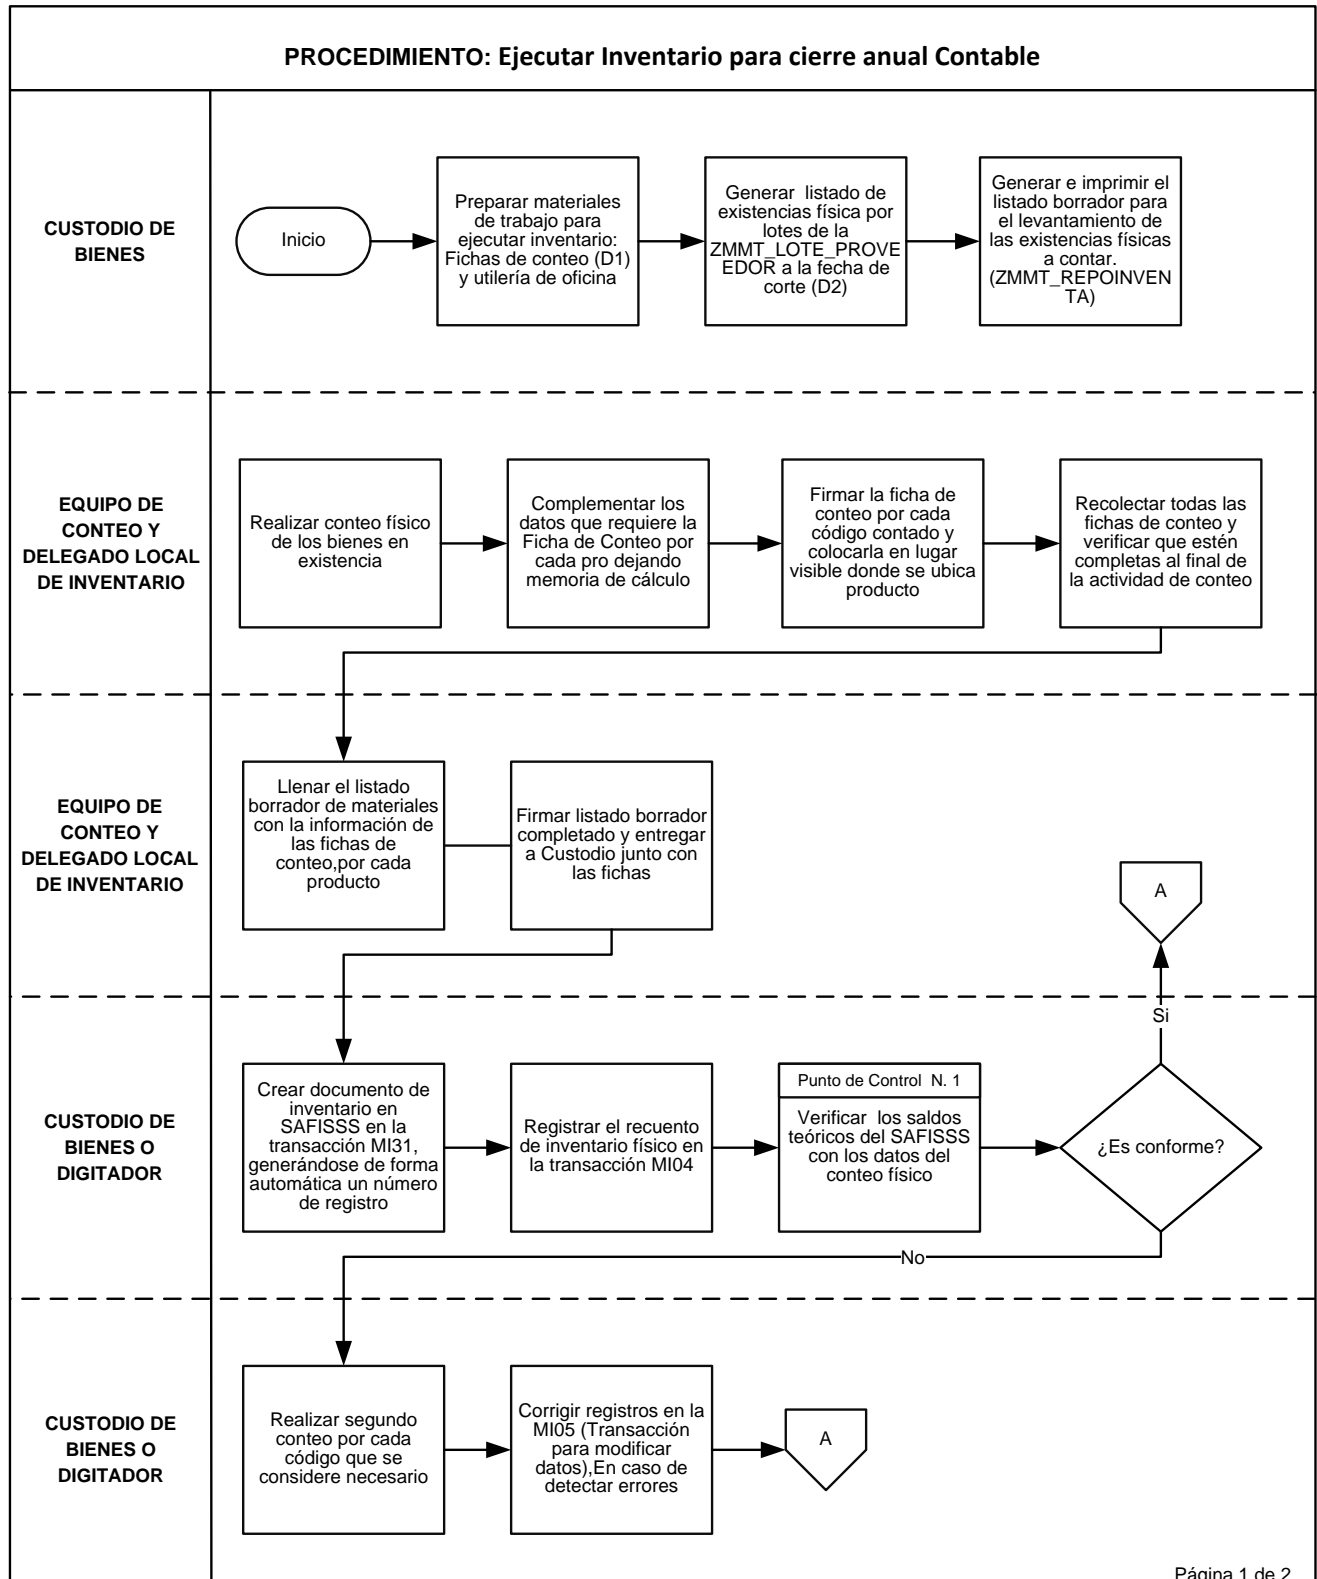 PROCEDIMIENTO: Ejecutar Inventario para cierre anual Contable
CUSTODIO DE
BIENES
Inicio
Preparar materiales
de trabajo para
ejecutar inventario:
Fichas de conteo (D1)
y utilería de oficina
Generar listado de
existencias física por
lotes de la
ZMMT_LOTE_PROVE
EDOR a la fecha de
corte (D2)
Generar e imprimir el
listado borrador para
el levantamiento de
las existencias físicas
a contar.
(ZMMT_REPOINVEN
TA)
EQUIPO DE
CONTEO Y
DELEGADO LOCAL
DE INVENTARIO
Realizar conteo físico
de los bienes en
existencia
Complementar los
datos que requiere la
Ficha de Conteo por
cada pro dejando
memoria de cálculo
Firmar la ficha de
conteo por cada
código contado y
colocarla en lugar
visible donde se ubica
producto
Recolectar todas las
fichas de conteo y
verificar que estén
completas al final de
la actividad de conteo
EQUIPO DE
CONTEO Y
DELEGADO LOCAL
DE INVENTARIO
Llenar el listado
borrador de materiales
con la información de
las fichas de
conteo,por cada
producto
Firmar listado borrador
completado y entregar
a Custodio junto con
las fichas
A
Si
CUSTODIO DE
BIENES O
DIGITADOR
Crear documento de
inventario en
SAFISSS en la
transacción MI31,
generándose de forma
automática un número
de registro
Registrar el recuento
de inventario físico en
la transacción MI04
Punto de Control N. 1
Verificar los saldos
teóricos del SAFISSS
con los datos del
conteo físico
¿Es conforme?
No
CUSTODIO DE
BIENES O
DIGITADOR
Realizar segundo
conteo por cada
código que se
considere necesario
Corrigir registros en la
MI05 (Transacción
para modificar
datos),En caso de
detectar errores
A
Página 1 de 2